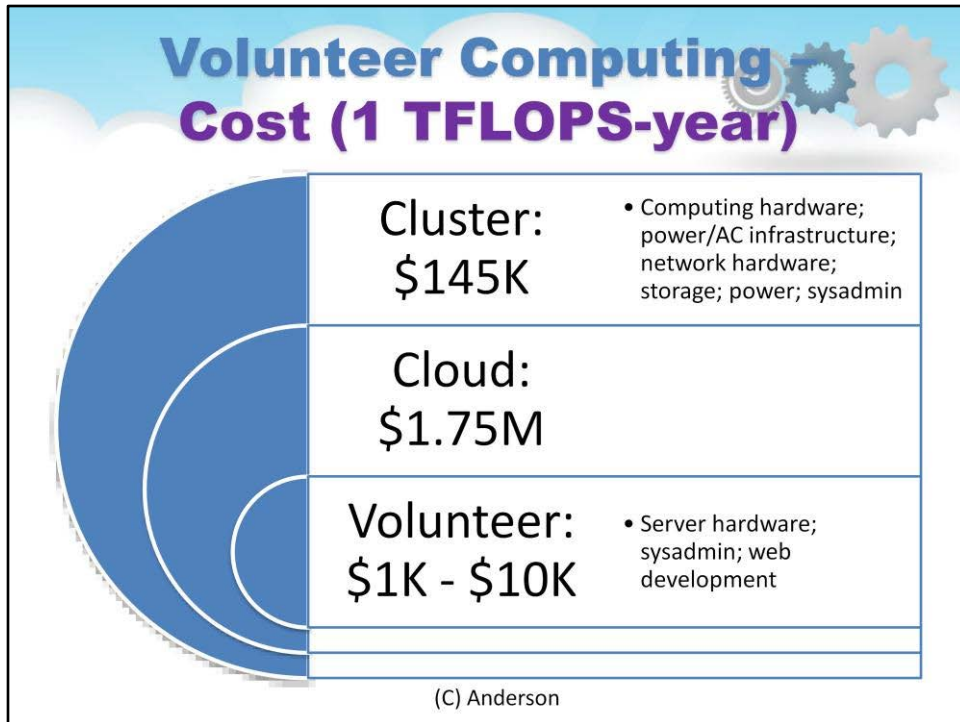 Volunteer Computing –
Cost (1 TFLOPS-year)
Cluster:
$145K
• Computing hardware;
power/AC infrastructure;
network hardware;
storage; power; sysadmin
Cloud:
$1.75M
Volunteer:
$1K - $10K
• Server hardware;
sysadmin; web
development
(C) Anderson